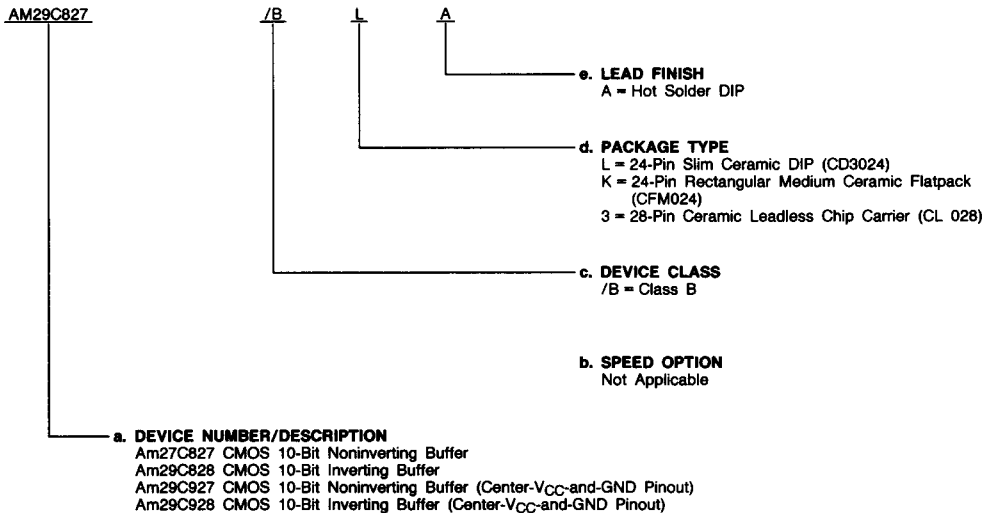 AM29C827 /B L A
e. LEAD FINISH
A = Hot Solder DIP
d. PACKAGE TYPE
L = 24-Pin Slim Ceramic DIP (CD3024)
K = 24-Pin Rectangular Medium Ceramic Flatpack
(CFM024)
3 = 28-Pin Ceramic Leadless Chip Carrier (CL 028)
c. DEVICE CLASS
/B = Class B
b. SPEED OPTION
Not Applicable
a. DEVICE NUMBER/DESCRIPTION
Am27C827 CMOS 10-Bit Noninverting Buffer
Am29C828 CMOS 10-Bit Inverting Buffer
Am29C927 CMOS 10-Bit Noninverting Buffer (Center-VCC-and-GND Pinout)
Am29C928 CMOS 10-Bit Inverting Buffer (Center-VCC-and-GND Pinout)